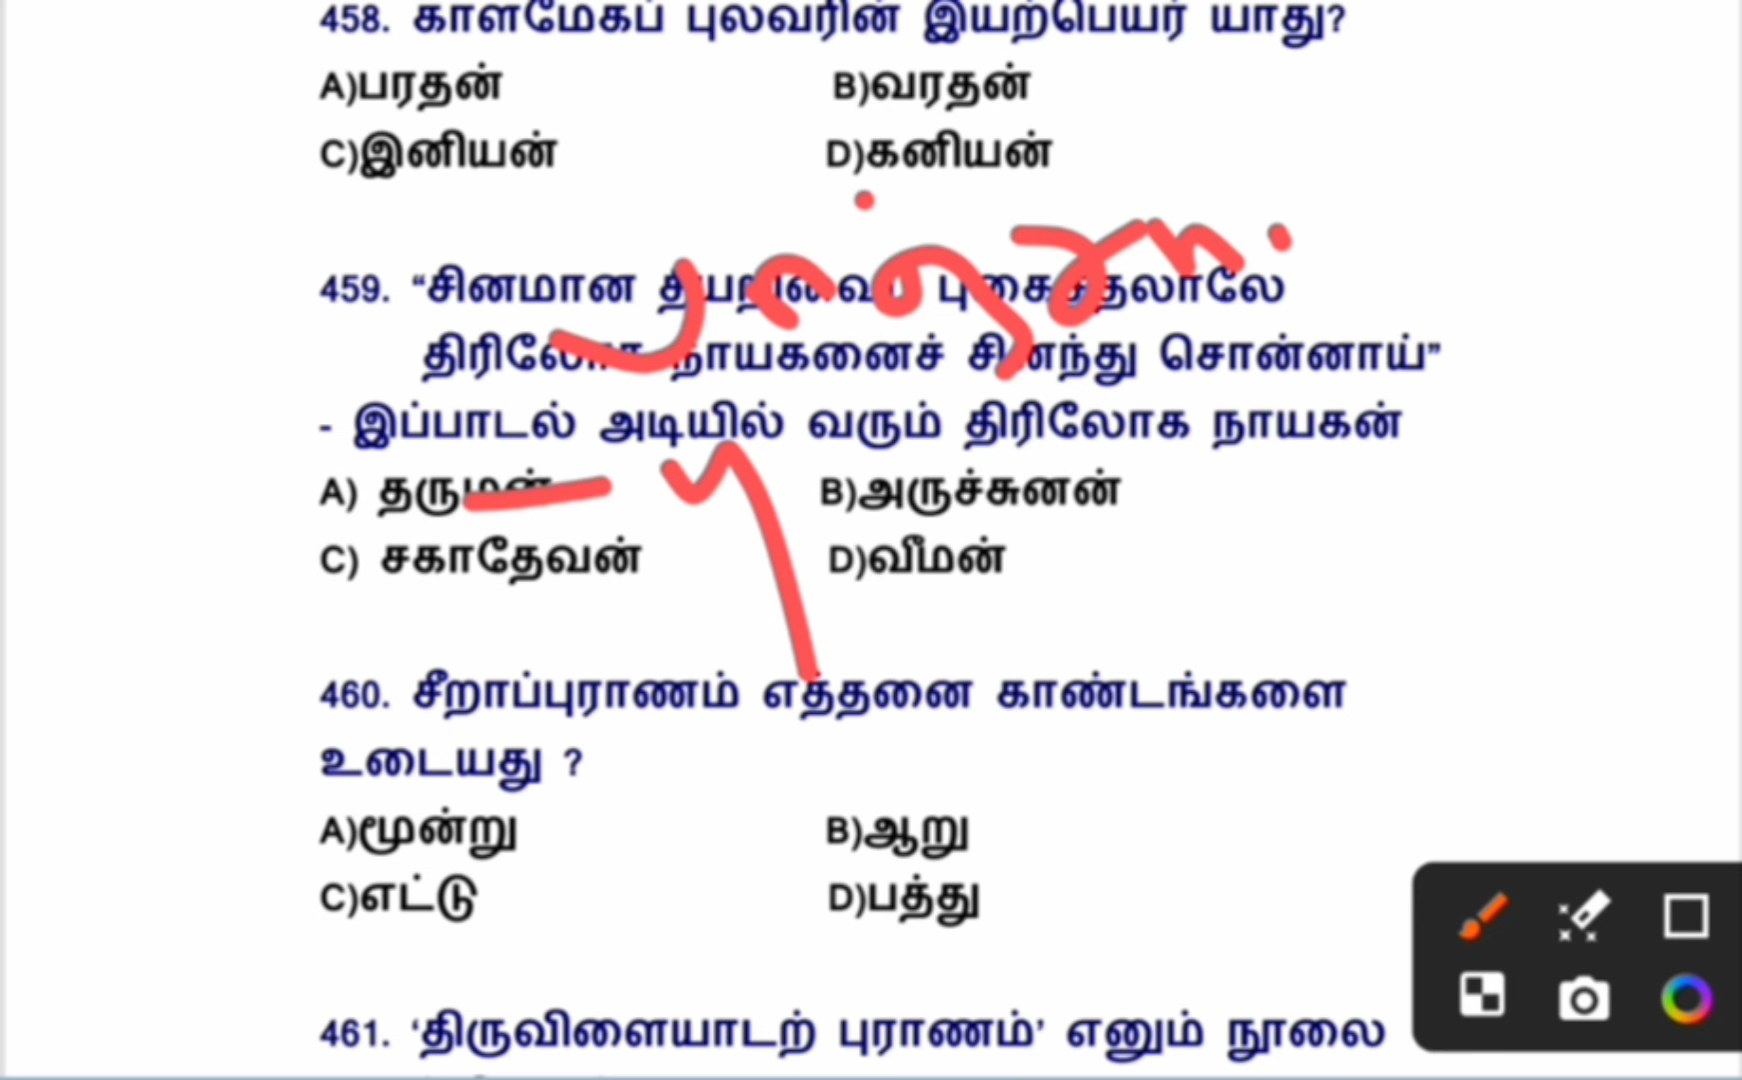 458. காளமேகப் புலவரின் இயற்பெயர் யாது?
A)பரதன் B)வரதன்
C)இனியன் D)கனியன்
459. “சினமான புகைத்தலாலே
திரிலோக நாயகனைச் சினந்து சொன்னாய்”
- இப்பாடல் அடியில் வரும் திரிலோக நாயகன்
A) தருமன் B)அருச்சுனன்
C) சகாதேவன் D)வீமன்
460. சீறாப்புராணம் எத்தனை காண்டங்களை
உடையது ?
A)மூன்று B)ஆறு
C)எட்டு D)பத்து
461. ‘திருவிளையாடற் புராணம்’ எனும் நூலை